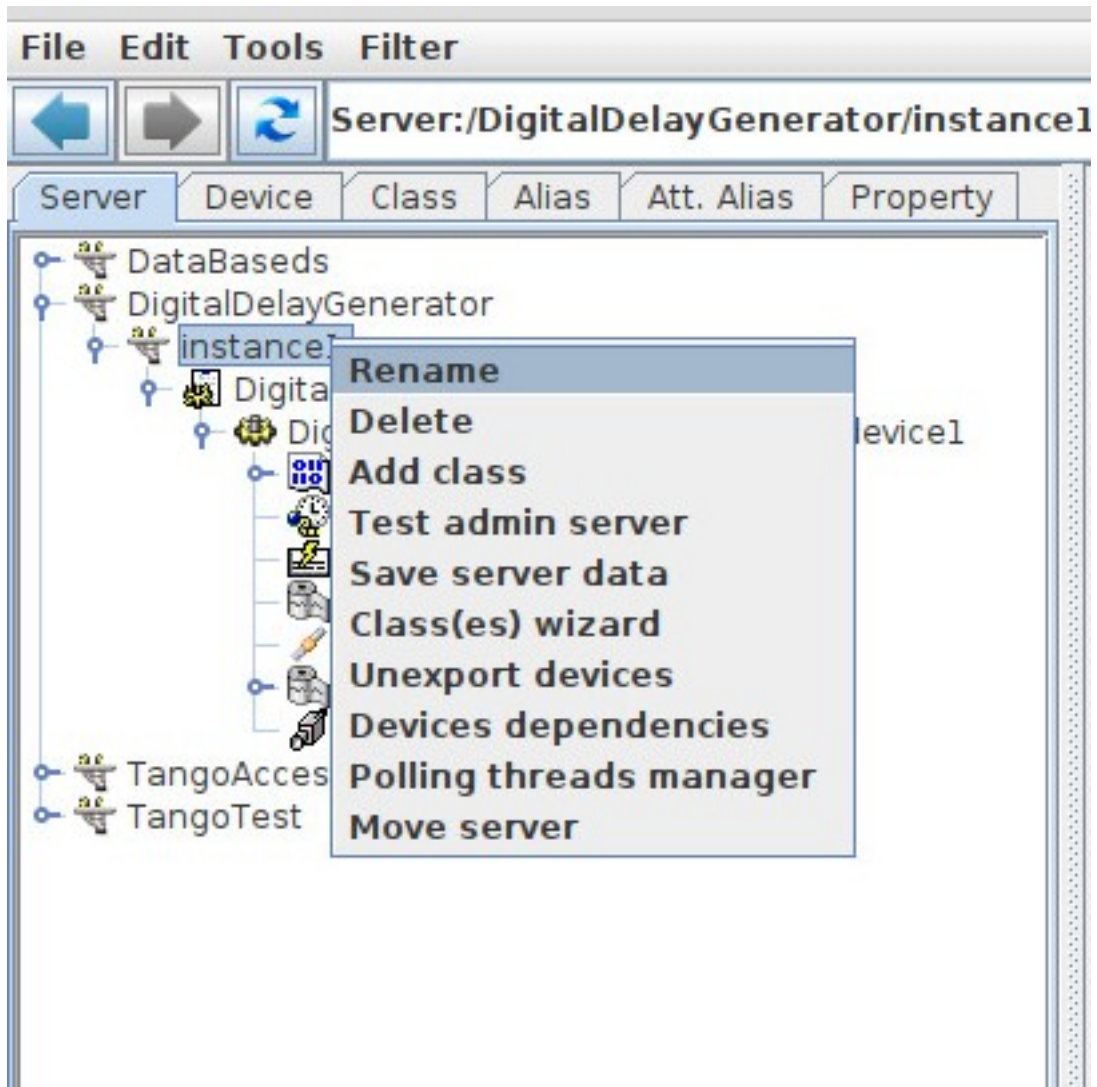 File Edit Tools Filter
Server:/DigitalDelayGenerator/instance1
Server Device Class Alias Att. Alias Property
DataBaseds
DigitalDelayGenerator
instance1
Rename
Delete
Add class
Test admin server
Save server data
Class(es) wizard
Unexport devices
Devices dependencies
Polling threads manager
Move server
TangoTest